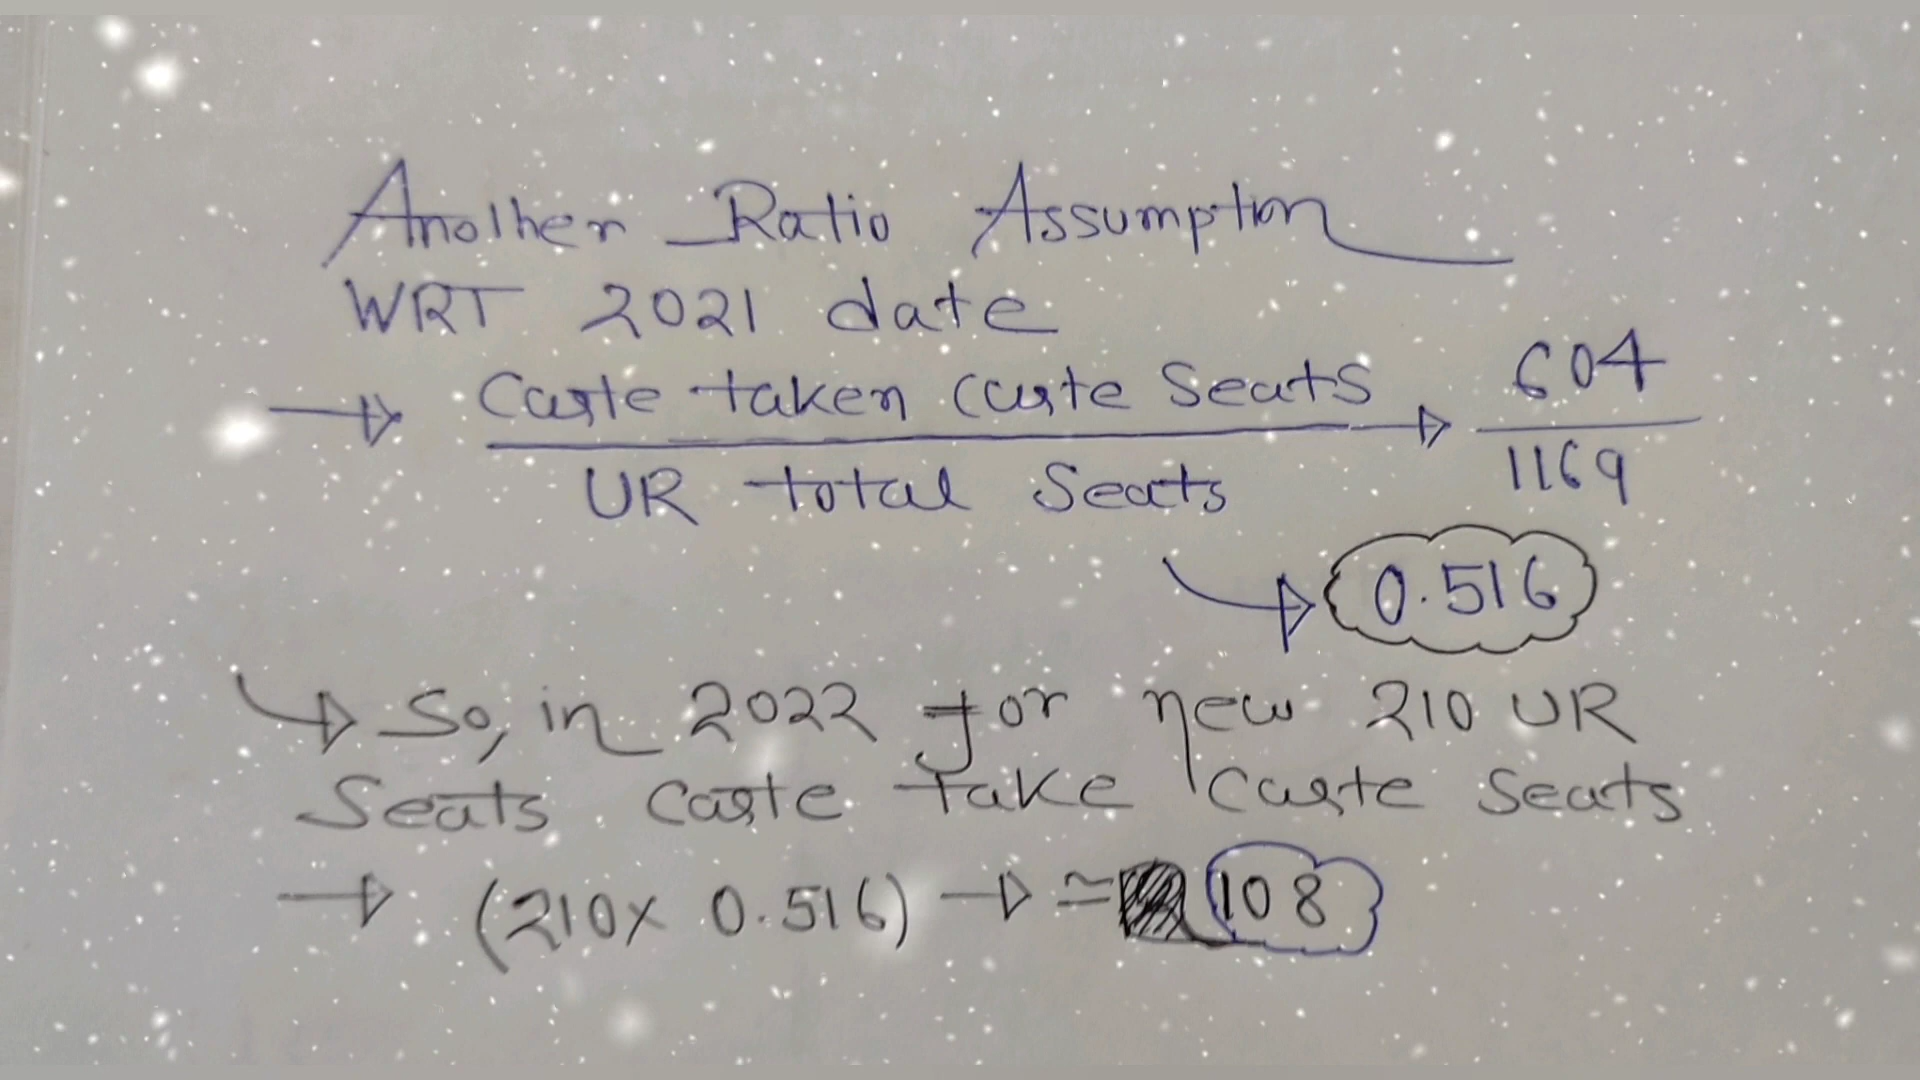 Another Ratio Assumption
WRT 2021 date
→ Caste taken Caste Seats → 604
UR total Seats 1169
→ 0.516
→ So, in 2022 for new 210 UR
Seats Caste take Caste Seats
→ (210x 0.516) → ≃ 108